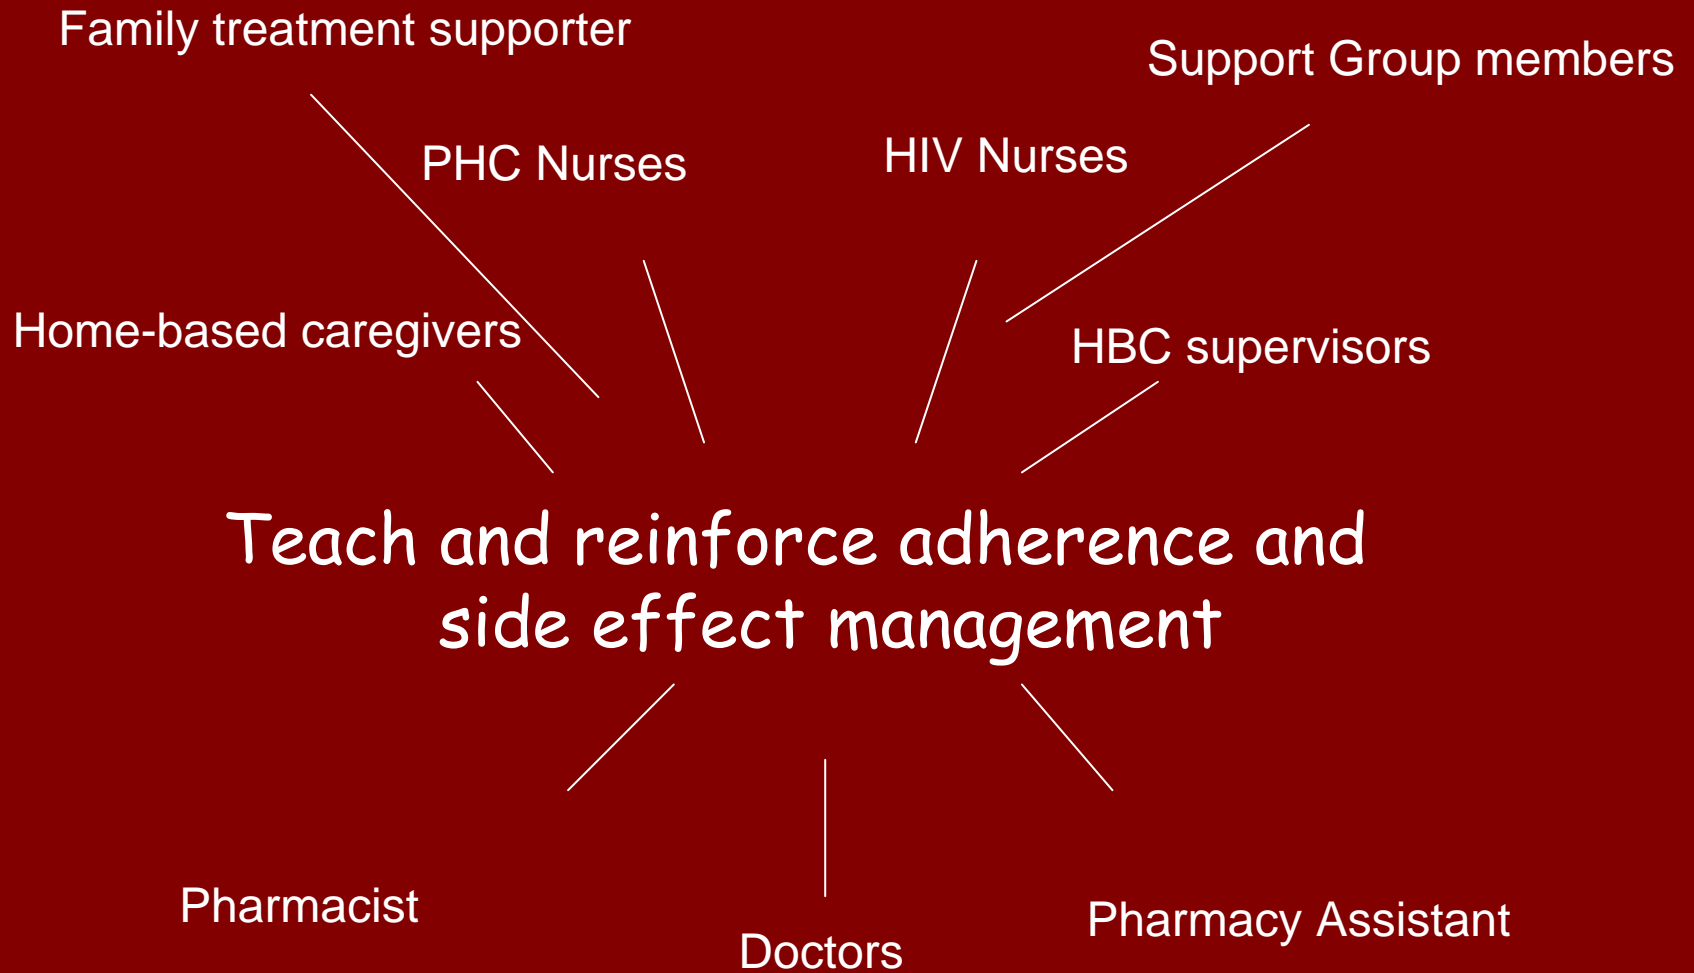 Family treatment supporter
Support Group members
PHC Nurses
HIV Nurses
Home-based caregivers
HBC supervisors
Teach and reinforce adherence and
side effect management
Pharmacist
Doctors
Pharmacy Assistant